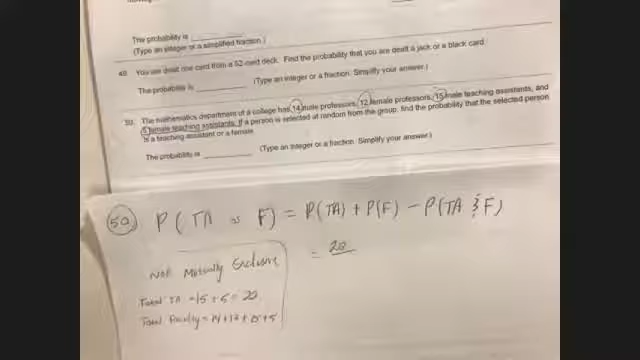 The probability is
(Type an integer or a simplified fraction.)
49. You are dealt one card from a 52-card deck. Find the probability that you are dealt a jack or a black card.
The probability is (Type an integer or a fraction. Simplify your answer.)
50. The mathematics department of a college has 14 male professors, 12 female professors, 15 male teaching assistants, and
5 female teaching assistants. If a person is selected at random from the group, find the probability that the selected person
is a teaching assistant or a female.
The probability is (Type an integer or a fraction. Simplify your answer.)
50 P(TA or F) = P(TA) + P(F) - P(TA & F)
= 20
Not Mutually Exclusive
Total TA = 15 + 5 = 20
Total Faculty = 14 + 12 + 15 + 5